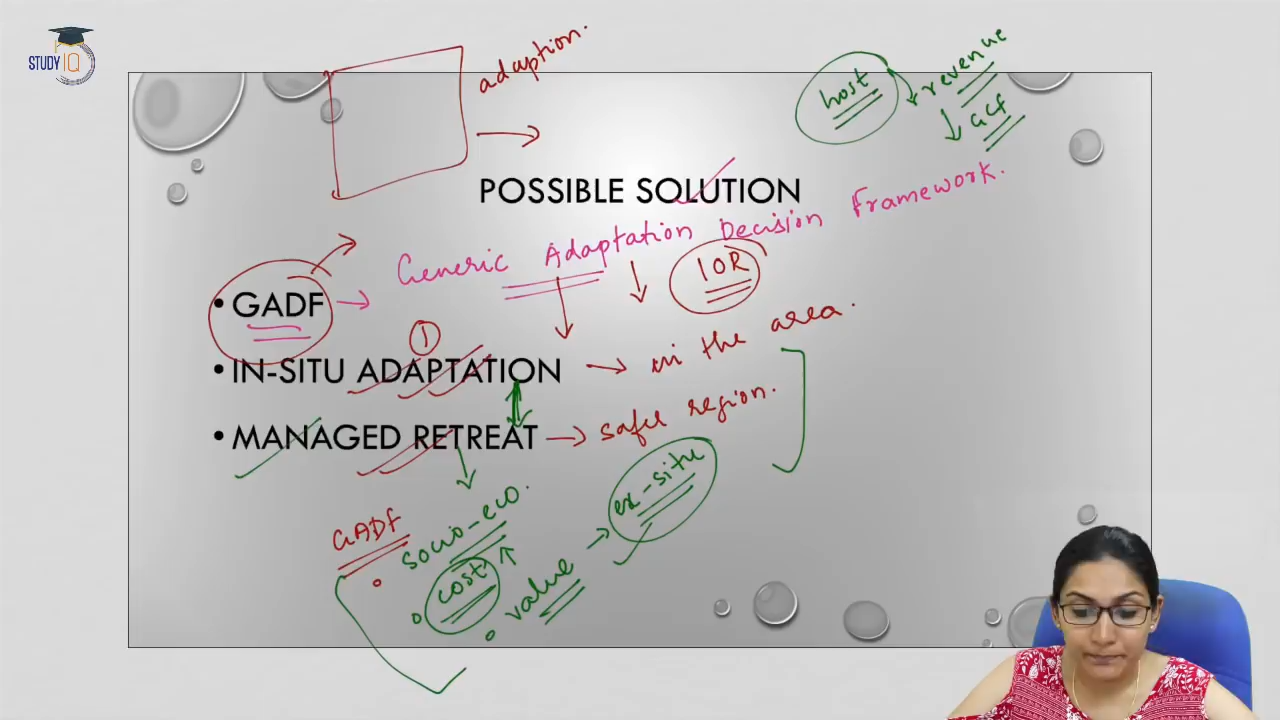 STUDY IQ
adaption.
host
revenue
GCF
POSSIBLE SOLUTION
Generic Adaptation Decision Framework.
IOR
• GADF
1
• IN-SITU ADAPTATION
in the area.
• MANAGED RETREAT
safer region.
ex-situ
GADF
socio-eco.
cost
value